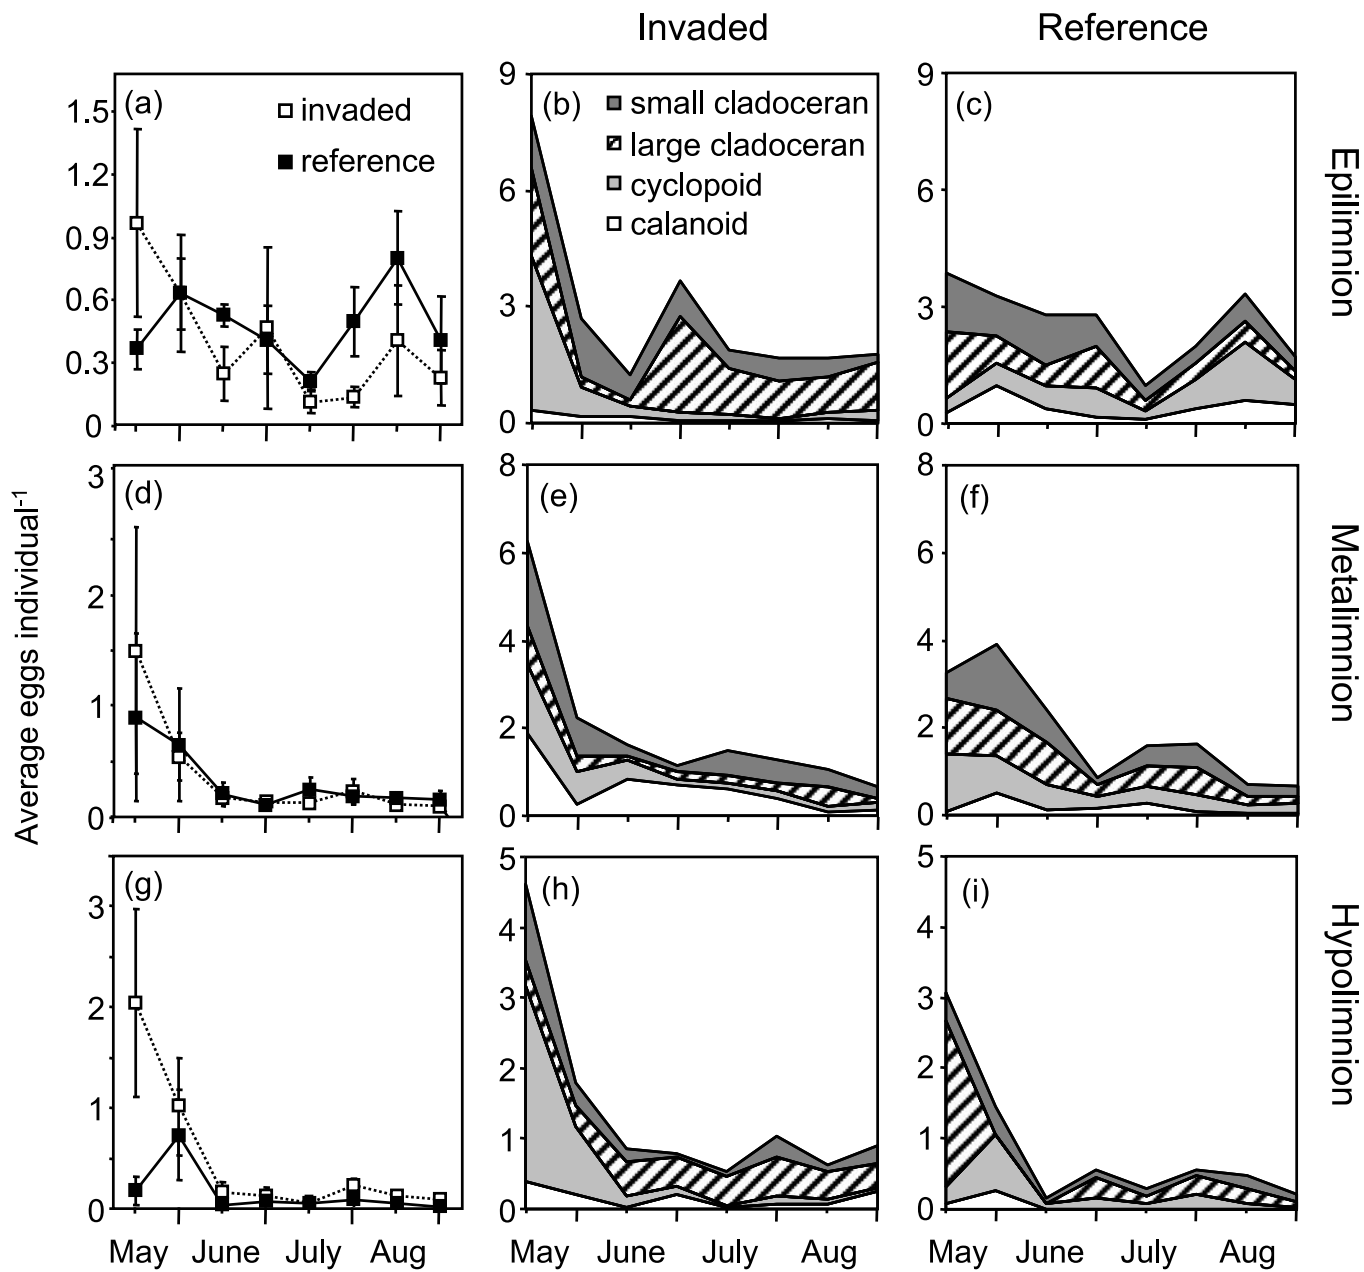 Invaded
Reference
(a)
invaded
reference
1.5
1.2
0.9
0.6
0.3
0
(b)
small cladoceran
large cladoceran
cyclopoid
calanoid
9
6
3
0
(c)
9
6
3
0
Epilimnion
Average eggs individual⁻¹
(d)
3
2
1
0
(e)
8
6
4
2
0
(f)
8
6
4
2
0
Metalimnion
(g)
3
2
1
0
(h)
5
4
3
2
1
0
(i)
5
4
3
2
1
0
Hypolimnion
May June July Aug
May June July Aug
May June July Aug